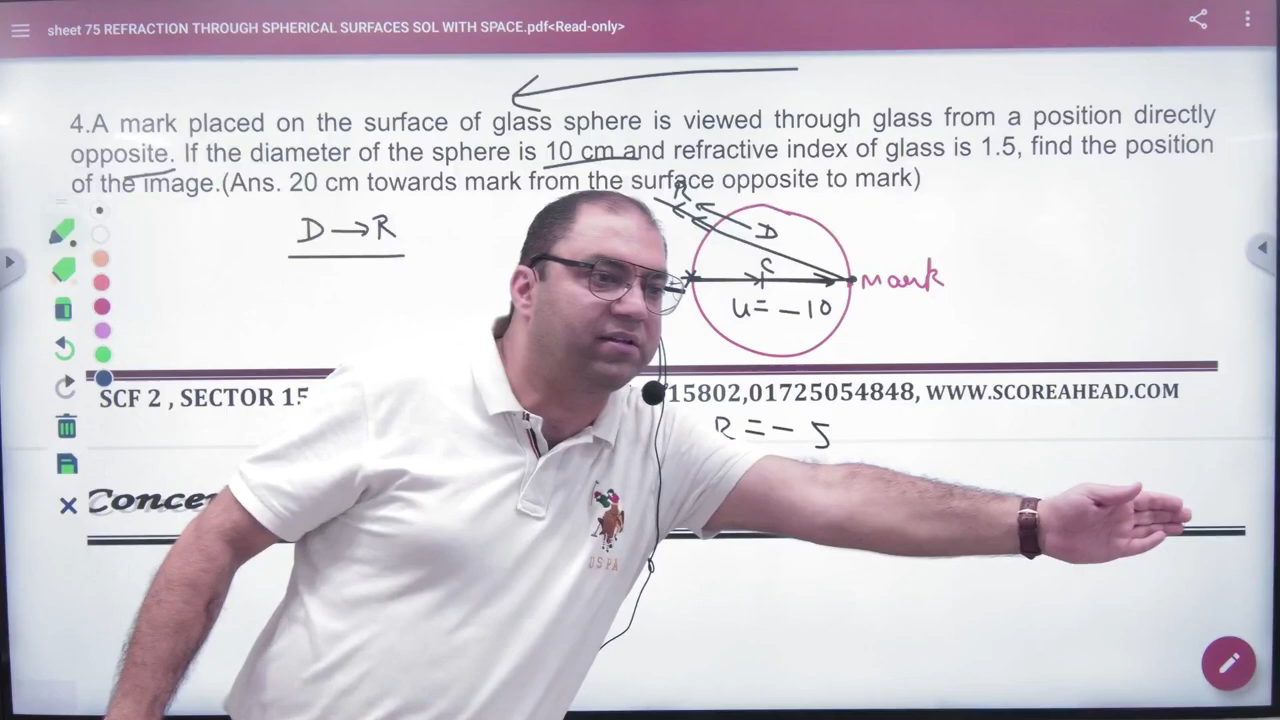 sheet 75 REFRACTION THROUGH SPHERICAL SURFACES SOL WITH SPACE.pdf<Read-only>
4.A mark placed on the surface of glass sphere is viewed through glass from a position directly
opposite. If the diameter of the sphere is 10 cm and refractive index of glass is 1.5, find the position
of the image.(Ans. 20 cm towards mark from the surface opposite to mark)
D → R
R
D
C
mark
u = - 10
SCF 2 , SECTOR 15
15802,01725054848, WWW.SCOREAHEAD.COM
R = - 5
Conce
USPA